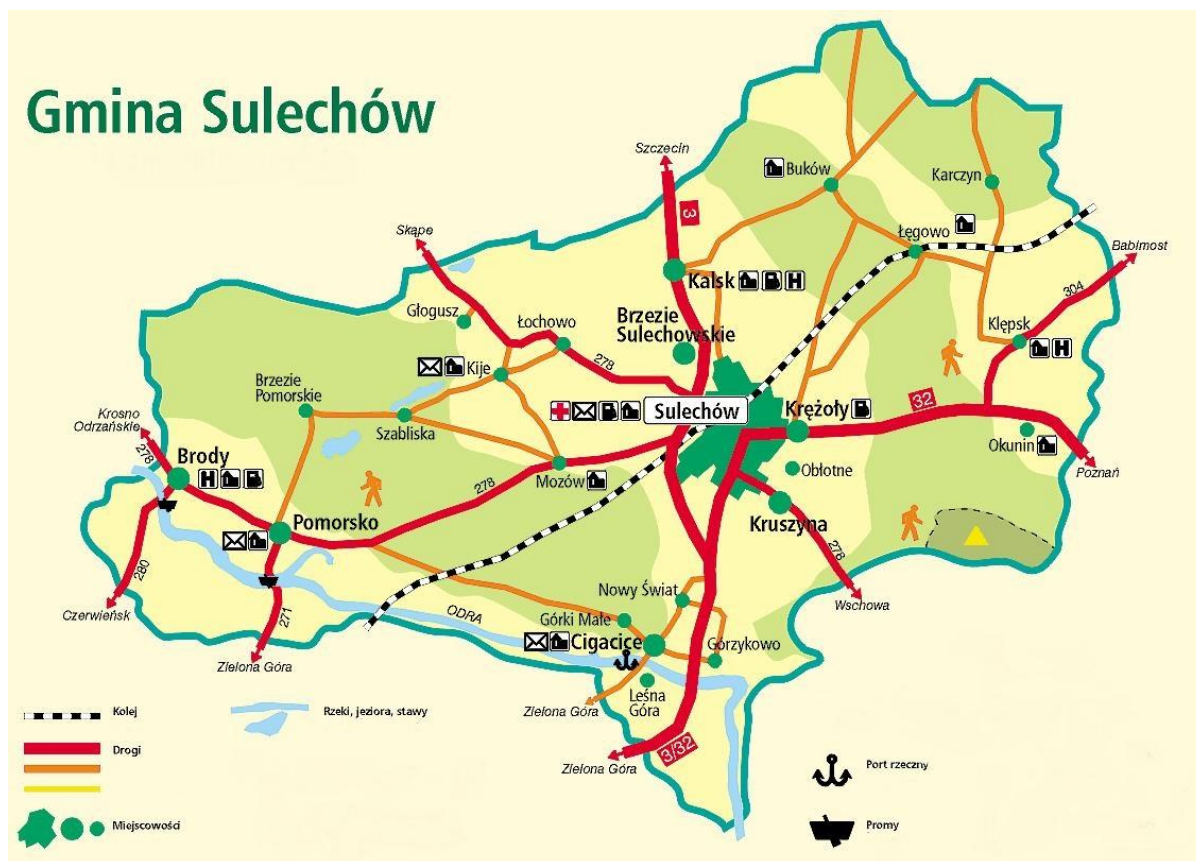 Gmina Sulechów
Szczecin
3
Buków
Karczyn
Łęgowo
Babimost
304
Skąpe
Kalsk
H
Głogusz
Łochowo
Brzezie
Sulechowskie
Klępsk
H
278
Kije
Brzezie
Pomorskie
Sulechów
Krężoły
32
Krosno
Odrzańskie
Szabliska
278
Brody
H
278
Mozów
Obłotne
Okunin
Poznań
Pomorsko
Kruszyna
278
280
Czerwieńsk
271
Zielona Góra
ODRA
Nowy Świat
Wschowa
Górki Małe
Cigacice
Górzykowo
Leśna
Góra
Zielona Góra
3/32
Zielona Góra
Kolej
Rzeki, jeziora, stawy
Drogi
Port rzeczny
Miejscowości
Promy